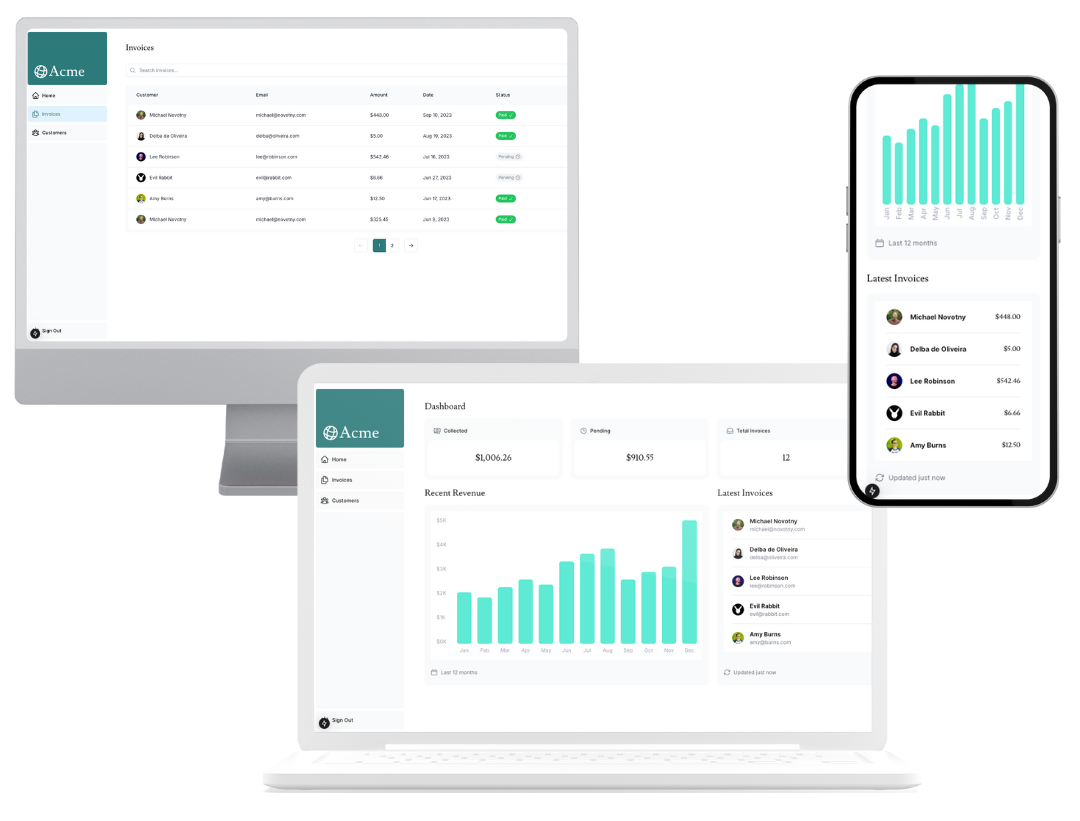 Invoices
Acme
Search invoices...
Home
Invoices
Customers
Customer Email Amount Date Status
Michael Novotny michael@novotny.com $448.00 Sep 10, 2023 Paid
Delba de Oliveira delba@oliveira.com $5.00 Aug 19, 2023 Paid
Lee Robinson lee@robinson.com $542.46 Jul 16, 2023 Pending
Evil Rabbit evil@rabbit.com $6.66 Jun 27, 2023 Pending
Amy Burns amy@burns.com $12.50 Jun 17, 2023 Paid
Michael Novotny michael@novotny.com $325.45 Jun 9, 2023 Paid
1 2
Sign Out
Jan Feb Mar Apr May Jun Jul Aug Sep Oct Nov Dec
Last 12 months
Latest Invoices
Michael Novotny $448.00
Delba de Oliveira $5.00
Lee Robinson $542.46
Evil Rabbit $6.66
Amy Burns $12.50
Updated just now
Acme
Home
Invoices
Customers
Sign Out
Dashboard
Collected Pending Total Invoices
$1,006.26 $910.55 12
Recent Revenue
$5K
$4K
$3K
$2K
$1K
$0K
Jan Feb Mar Apr May Jun Jul Aug Sep Oct Nov Dec
Last 12 months
Latest Invoices
Michael Novotny
michael@novotny.com
Delba de Oliveira
delba@oliveira.com
Lee Robinson
lee@robinson.com
Evil Rabbit
evil@rabbit.com
Amy Burns
amy@burns.com
Updated just now